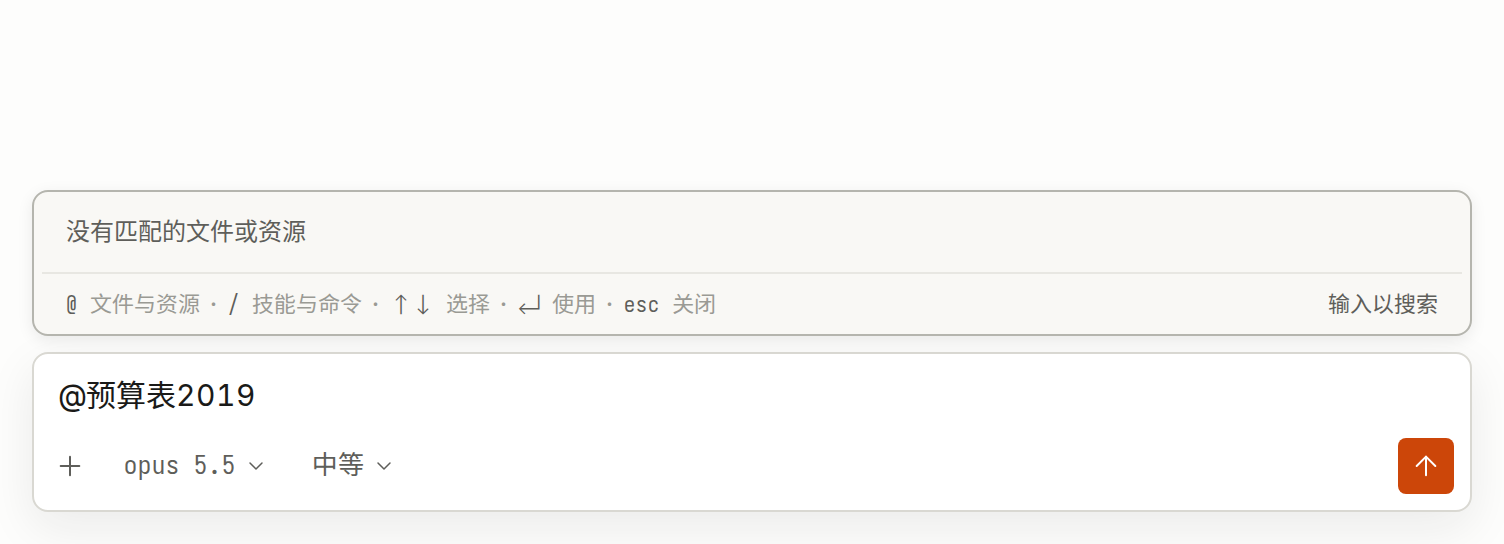 没有匹配的文件或资源
@ 文件与资源 · / 技能与命令 · ↑↓ 选择 · ↵ 使用 · esc 关闭 输入以搜索
@预算表2019
opus 5.5 中等